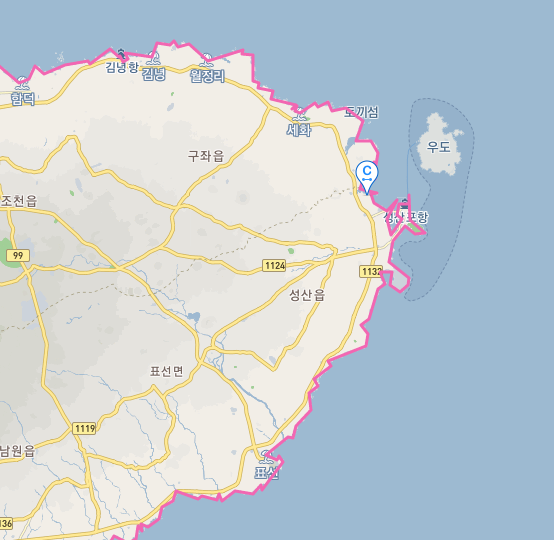 김녕항
김녕
월정리
함덕
토끼섬
세화
우도
구좌읍
C
조천읍
성산포항
99
1124
1132
성산읍
표선면
1119
남원읍
표선
136